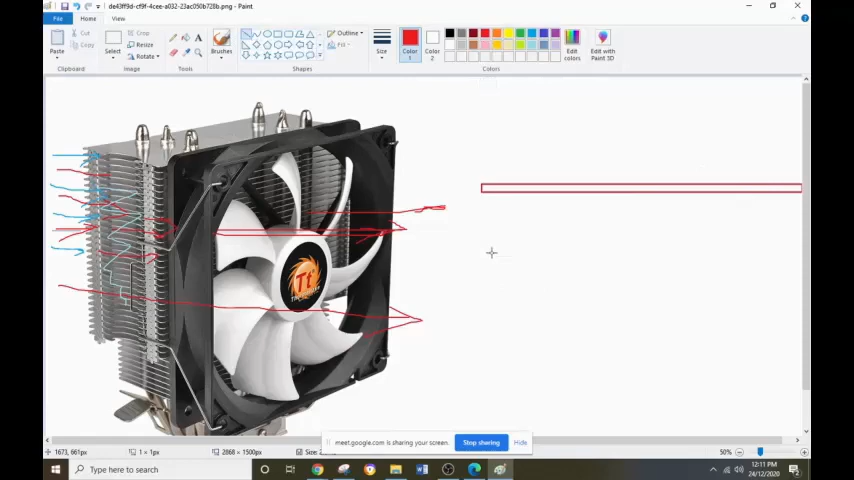 de43ff9d-cf9f-4cee-a032-23ac050b728b.png - Paint
File
Home
View
Paste
Cut
Copy
Clipboard
Select
Crop
Resize
Rotate
Image
Tools
Brushes
Shapes
Outline
Fill
Size
Color 1
Color 2
Colors
Edit colors
Edit with Paint 3D
Tt
meet.google.com is sharing your screen.
Stop sharing
Hide
1673, 661px
1 × 1px
2868 × 1500px
50%
Type here to search
12:11 PM
24/12/2020